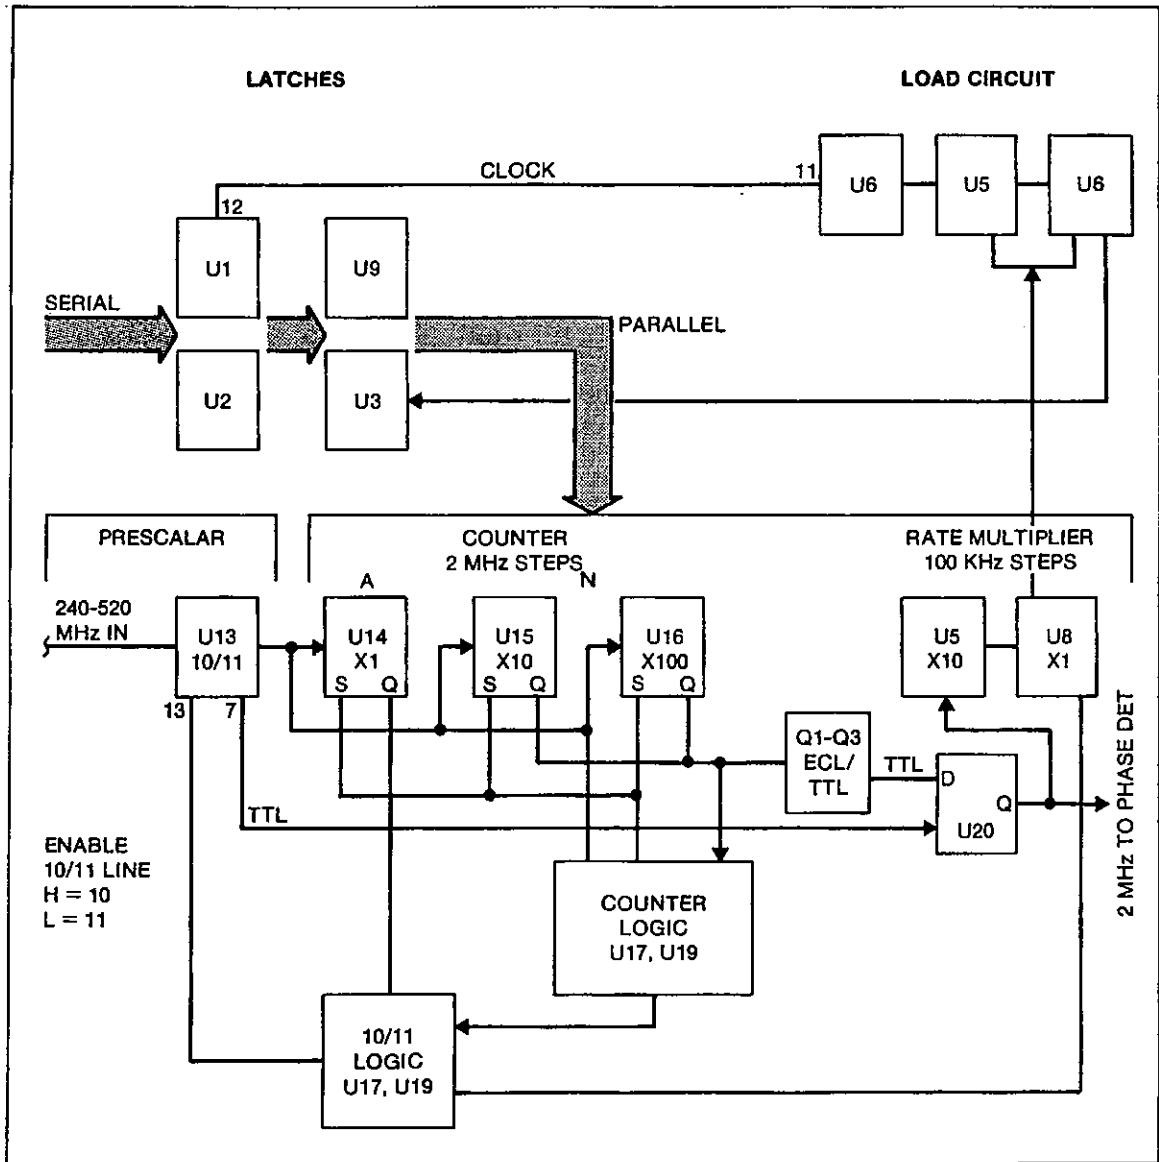 LATCHES
LOAD CIRCUIT
CLOCK
11
U6
U5
U6
12
U1
U9
SERIAL
PARALLEL
U2
U3
PRESCALAR
COUNTER
2 MHz STEPS
RATE MULTIPLIER
100 KHz STEPS
A
N
240-520
MHz IN
U13
10/11
U14
X1
S Q
U15
X10
S Q
U16
X100
S Q
U5
X10
U8
X1
13
7
Q1-Q3
ECL/
TTL
TTL
D
Q
U20
TTL
2 MHz TO PHASE DET
ENABLE
10/11 LINE
H = 10
L = 11
COUNTER
LOGIC
U17, U19
10/11
LOGIC
U17, U19